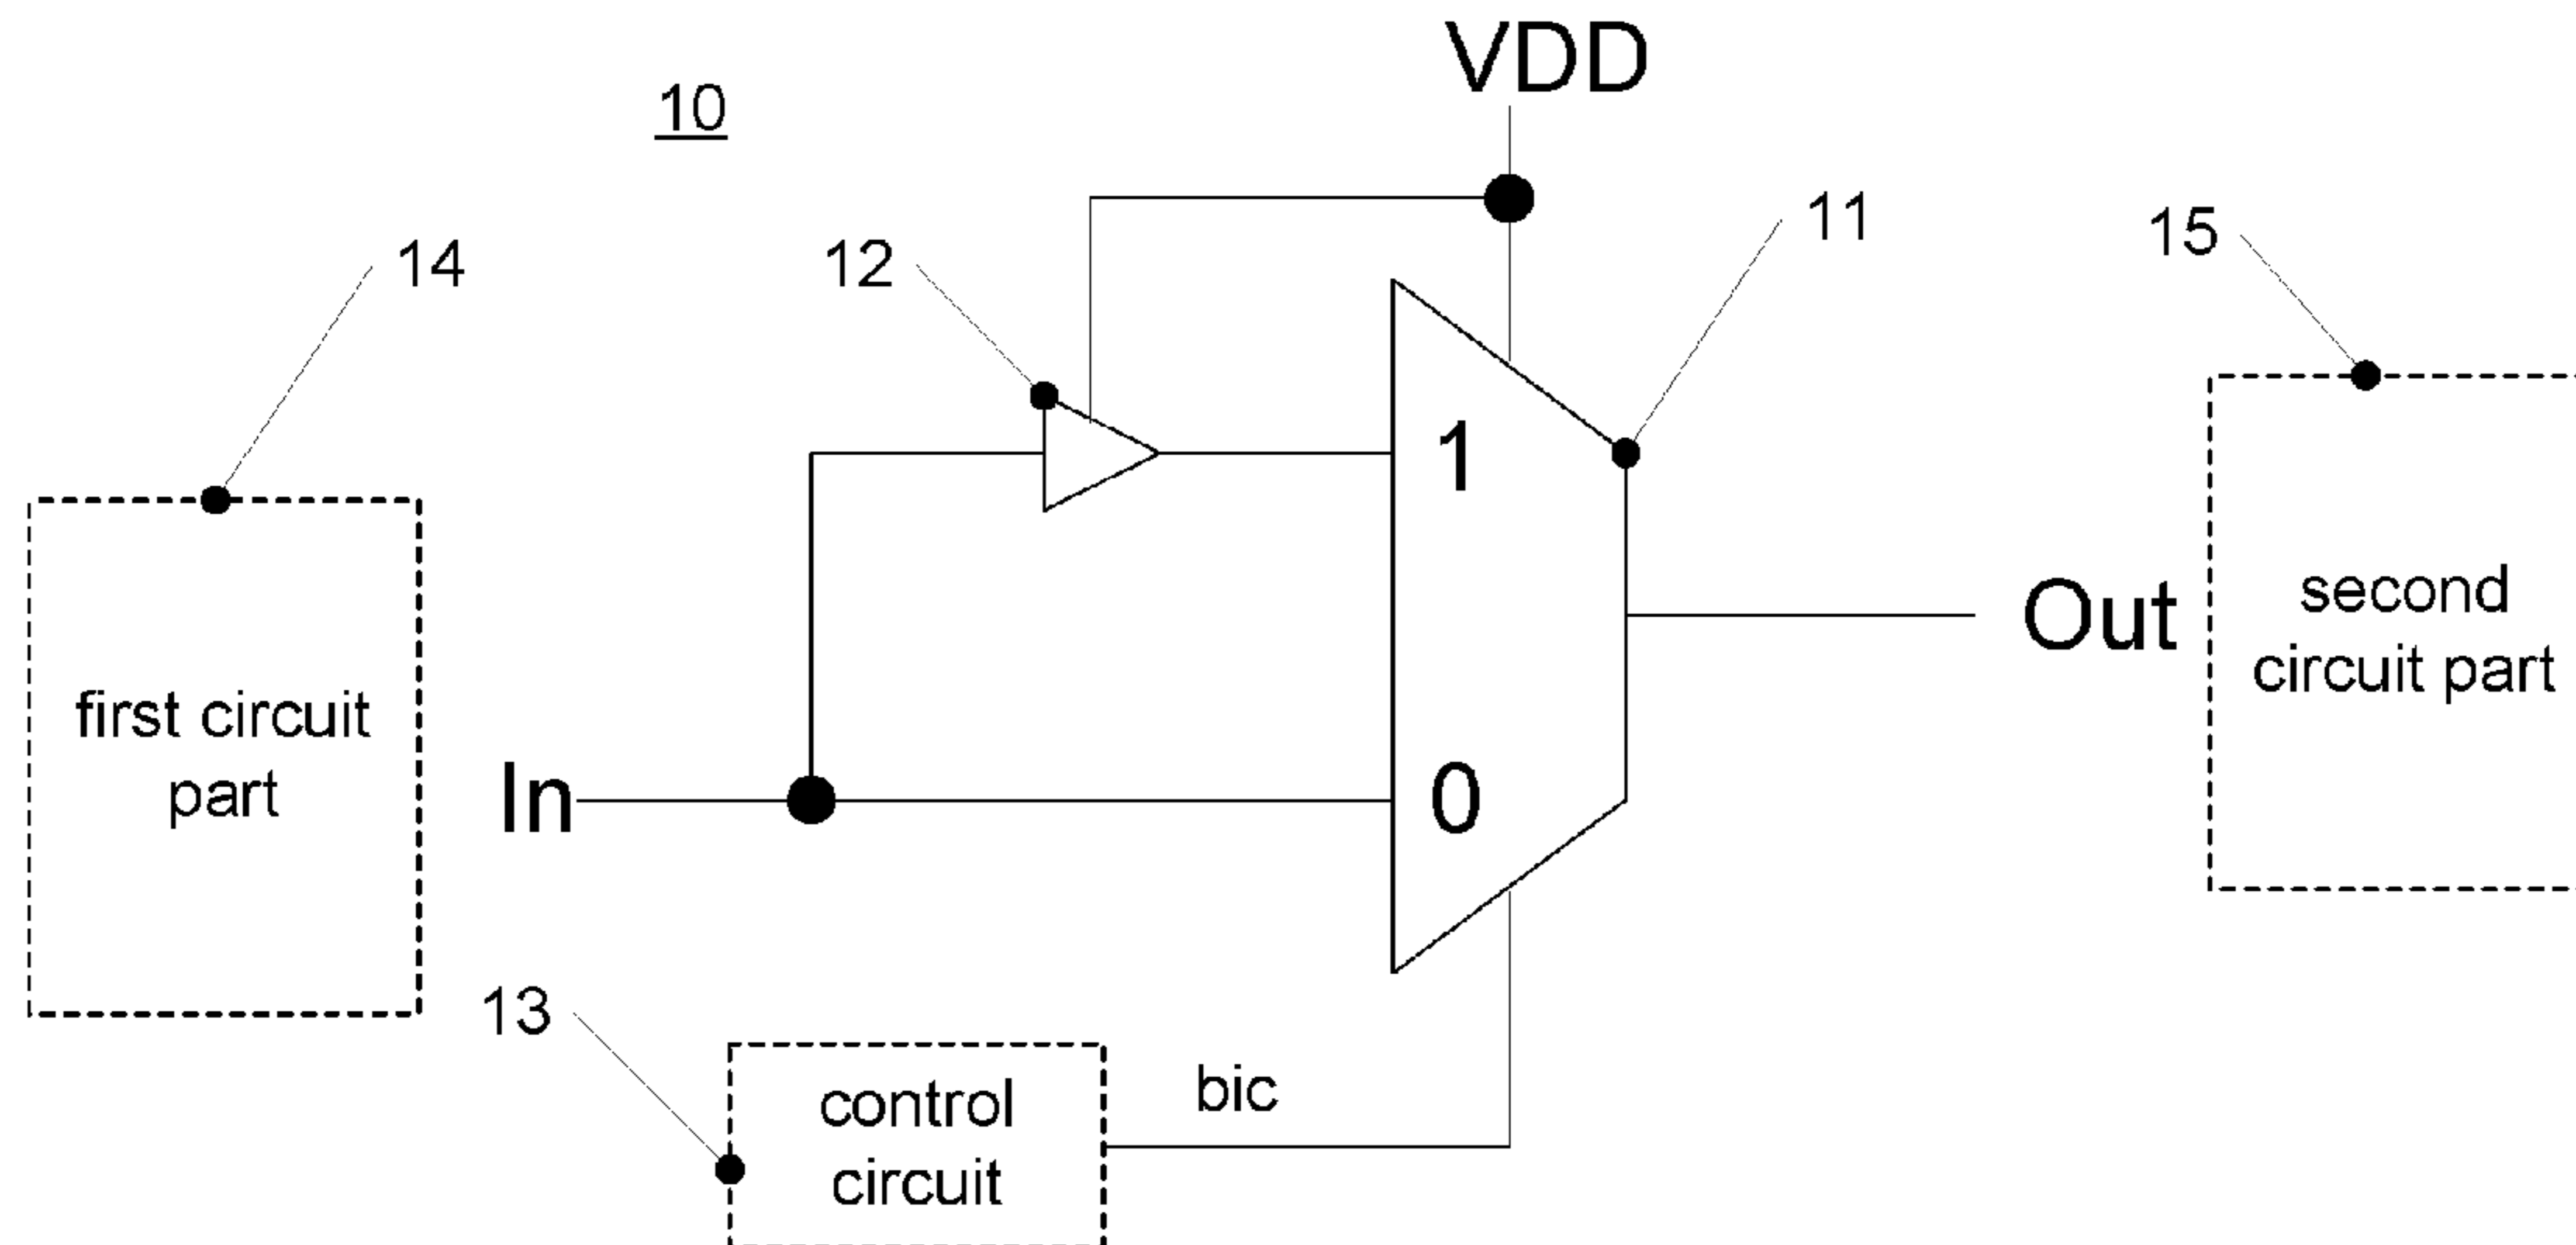 VDD
10
11
15
14
12
1
second
circuit part
Out
first circuit
part
In
0
13
control
circuit
bic